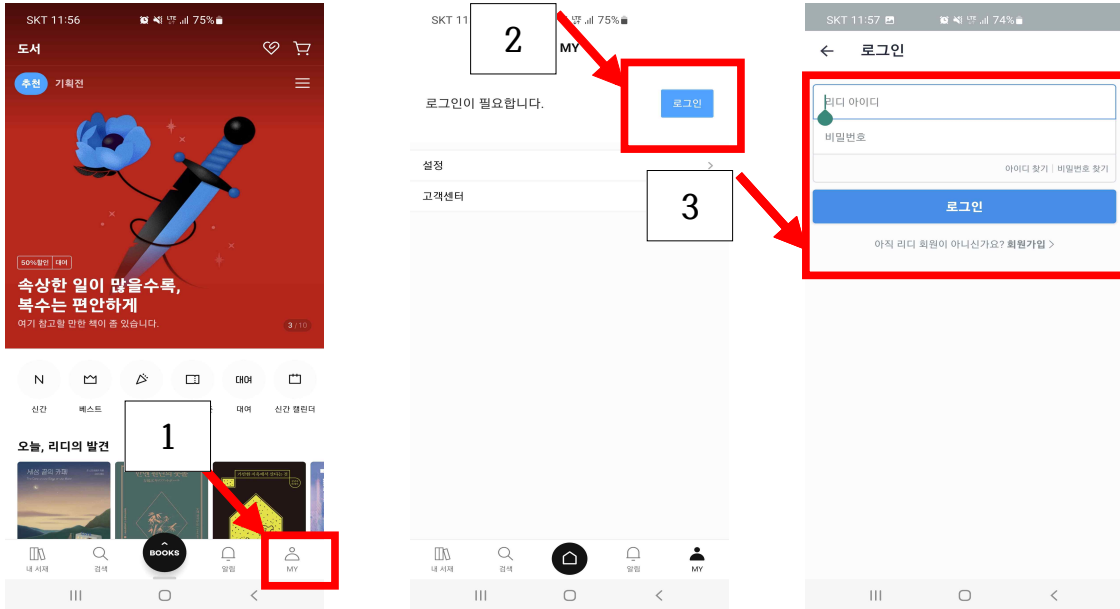 SKT 11:56
75%
도서
추천 기획전
50%할인 대여
속상한 일이 많을수록,
복수는 편안하게
여기 참고할 만한 책이 좀 있습니다.
3/10
N
대여
신간 베스트 대여 신간 캘린더
오늘, 리디의 발견
세상 끝의 카페
1
BOOKS
내 서재 검색 알림 MY
SKT 11
75%
2
MY
로그인이 필요합니다.
로그인
설정
고객센터
3
내 서재 검색 알림 MY
SKT 11:57
74%
로그인
리디 아이디
비밀번호
아이디 찾기 | 비밀번호 찾기
로그인
아직 리디 회원이 아니신가요? 회원가입 >